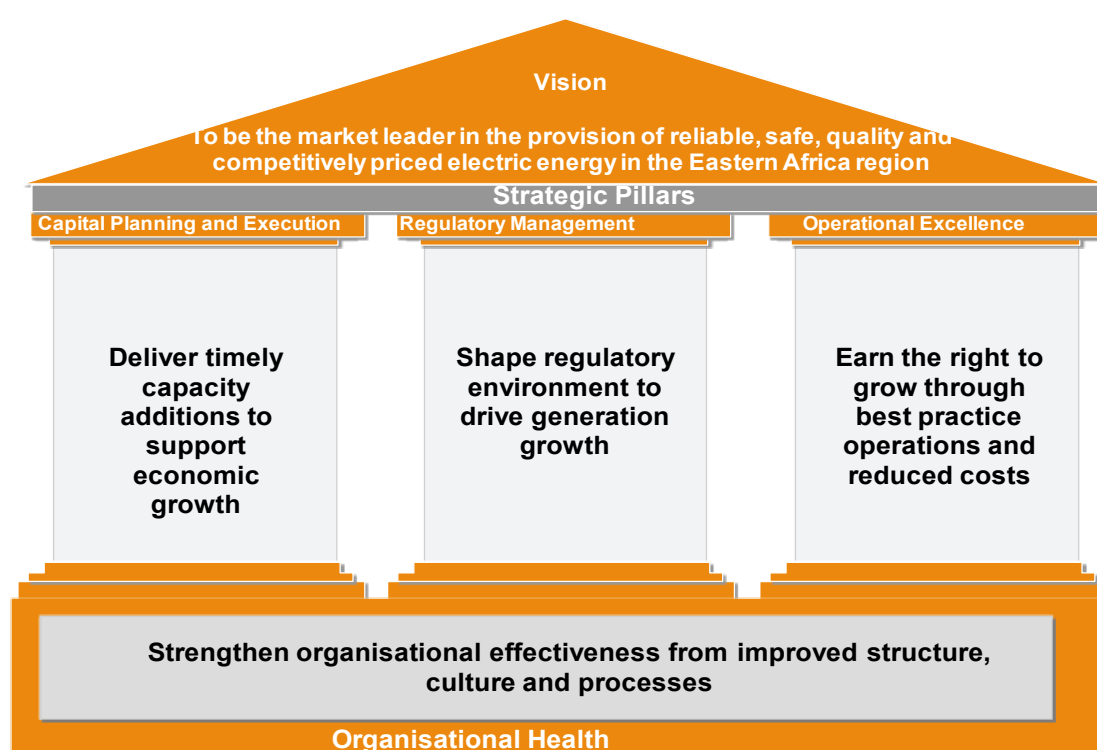 Vision
To be the market leader in the provision of reliable, safe, quality and
competitively priced electric energy in the Eastern Africa region
Strategic Pillars
Capital Planning and Execution
Regulatory Management
Operational Excellence
Deliver timely
capacity
additions to
support
economic
growth
Shape regulatory
environment to
drive generation
growth
Earn the right to
grow through
best practice
operations and
reduced costs
Strengthen organisational effectiveness from improved structure,
culture and processes
Organisational Health